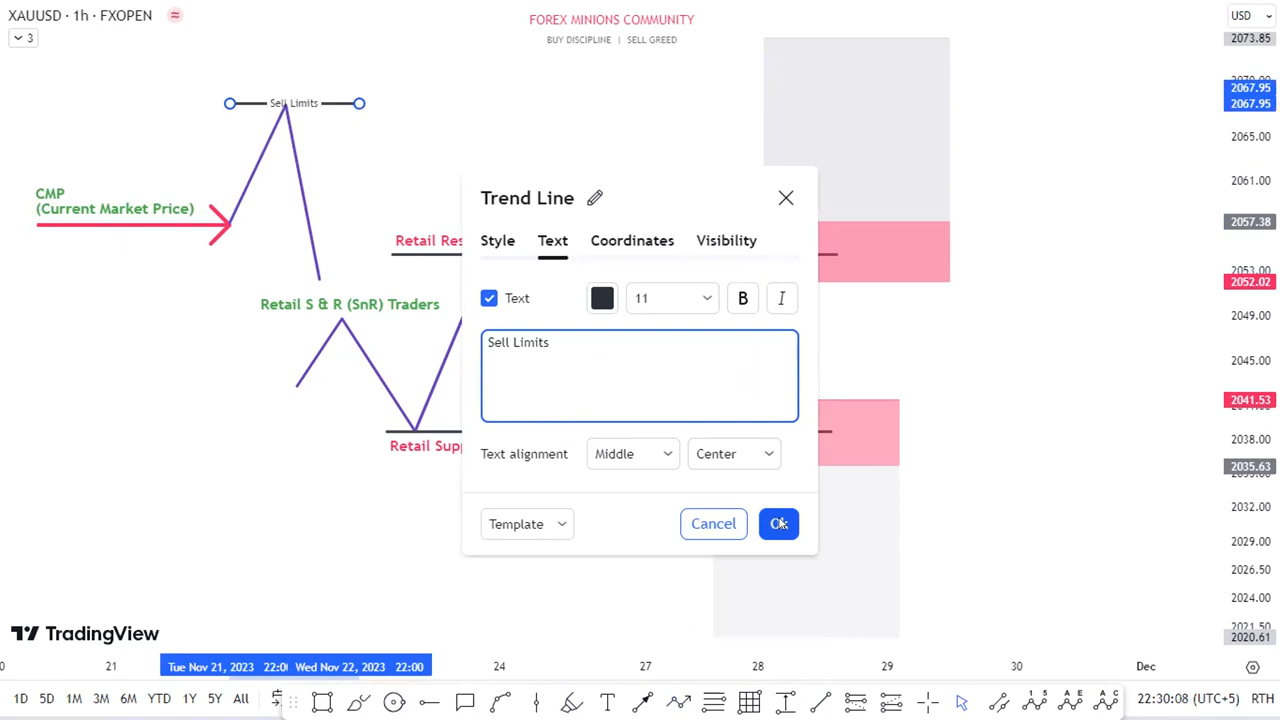 XAUUSD · 1h · FXOPEN
3
FOREX MINIONS COMMUNITY
BUY DISCIPLINE | SELL GREED
USD
2073.85
2067.95
2067.95
2065.00
2061.00
2057.38
2053.00
2052.02
2049.00
2045.00
2041.53
2038.00
2035.63
2032.00
2029.00
2026.50
2024.00
2021.50
2020.61
Sell Limits
CMP
(Current Market Price)
Retail Res
Retail S & R (SnR) Traders
Retail Supp
Trend Line
Style Text Coordinates Visibility
Text 11 B I
Sell Limits
Text alignment Middle Center
Template Cancel Ok
TradingView
21 Tue Nov 21, 2023 22:0 Wed Nov 22, 2023 22:00 24 27 28 29 30 Dec
1D 5D 1M 3M 6M YTD 1Y 5Y All 22:30:08 (UTC+5) RTH